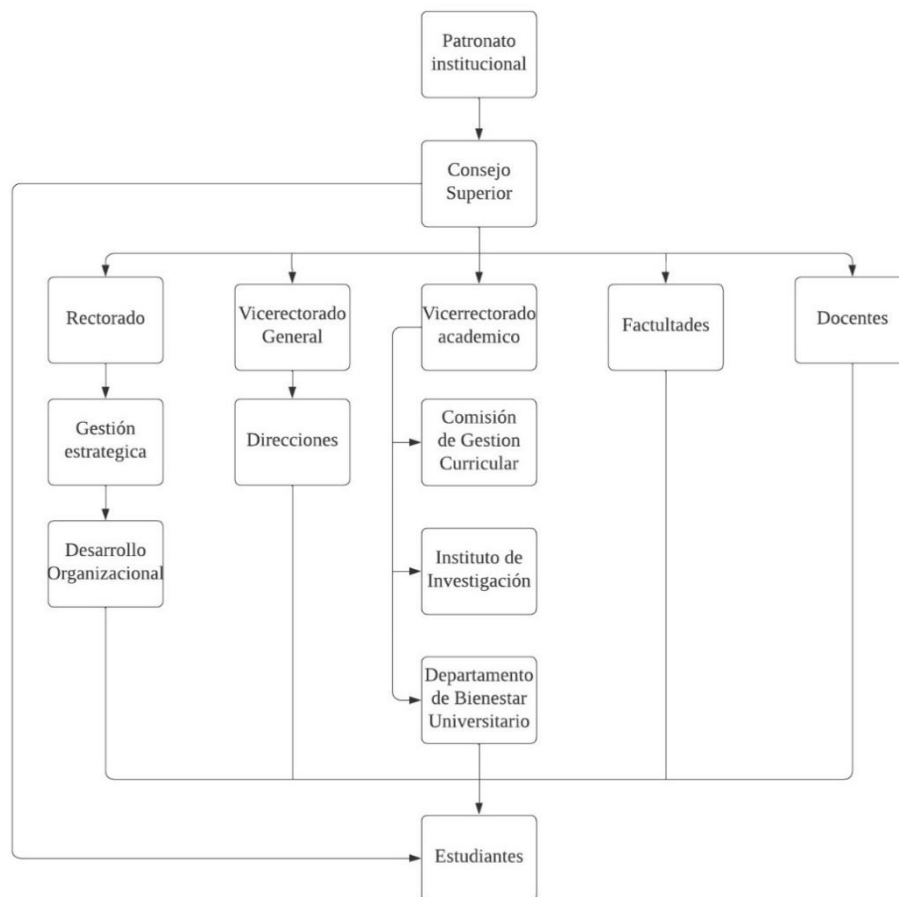 Patronato
institucional
Consejo
Superior
Rectorado
Vicerectorado
General
Vicerrectorado
academico
Factultades
Docentes
Gestión
estrategica
Direcciones
Comisión
de Gestion
Curricular
Desarrollo
Organizacional
Instituto de
Investigación
Departamento
de Bienestar
Universitario
Estudiantes